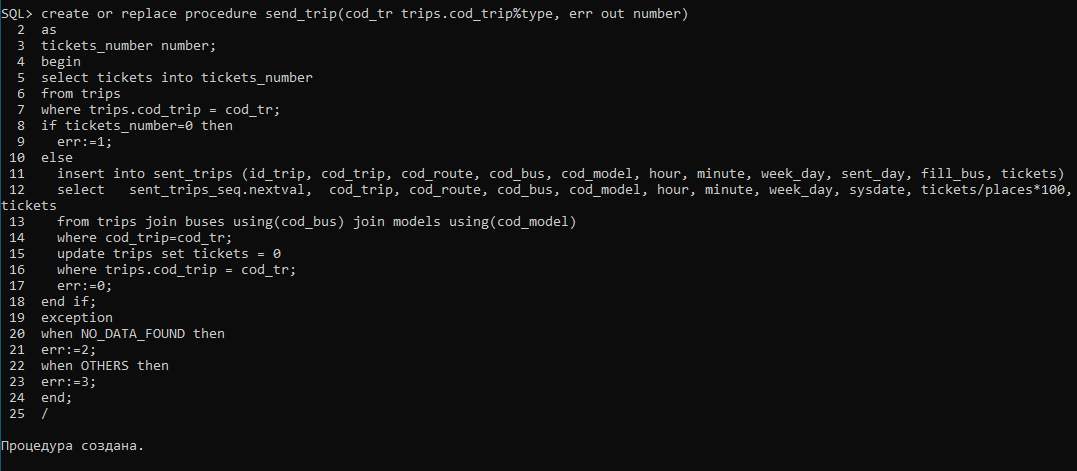 SQL> create or replace procedure send_trip(cod_tr trips.cod_trip%type, err out number)
  2  as
  3  tickets_number number;
  4  begin
  5  select tickets into tickets_number
  6  from trips
  7  where trips.cod_trip = cod_tr;
  8  if tickets_number=0 then
  9    err:=1;
 10  else
 11    insert into sent_trips (id_trip, cod_trip, cod_route, cod_bus, cod_model, hour, minute, week_day, sent_day, fill_bus, tickets)
 12    select   sent_trips_seq.nextval,  cod_trip, cod_route, cod_bus, cod_model, hour, minute, week_day, sysdate, tickets/places*100,
tickets
 13    from trips join buses using(cod_bus) join models using(cod_model)
 14    where cod_trip=cod_tr;
 15    update trips set tickets = 0
 16    where trips.cod_trip = cod_tr;
 17    err:=0;
 18  end if;
 19  exception
 20  when NO_DATA_FOUND then
 21  err:=2;
 22  when OTHERS then
 23  err:=3;
 24  end;
 25  /
Процедура создана.